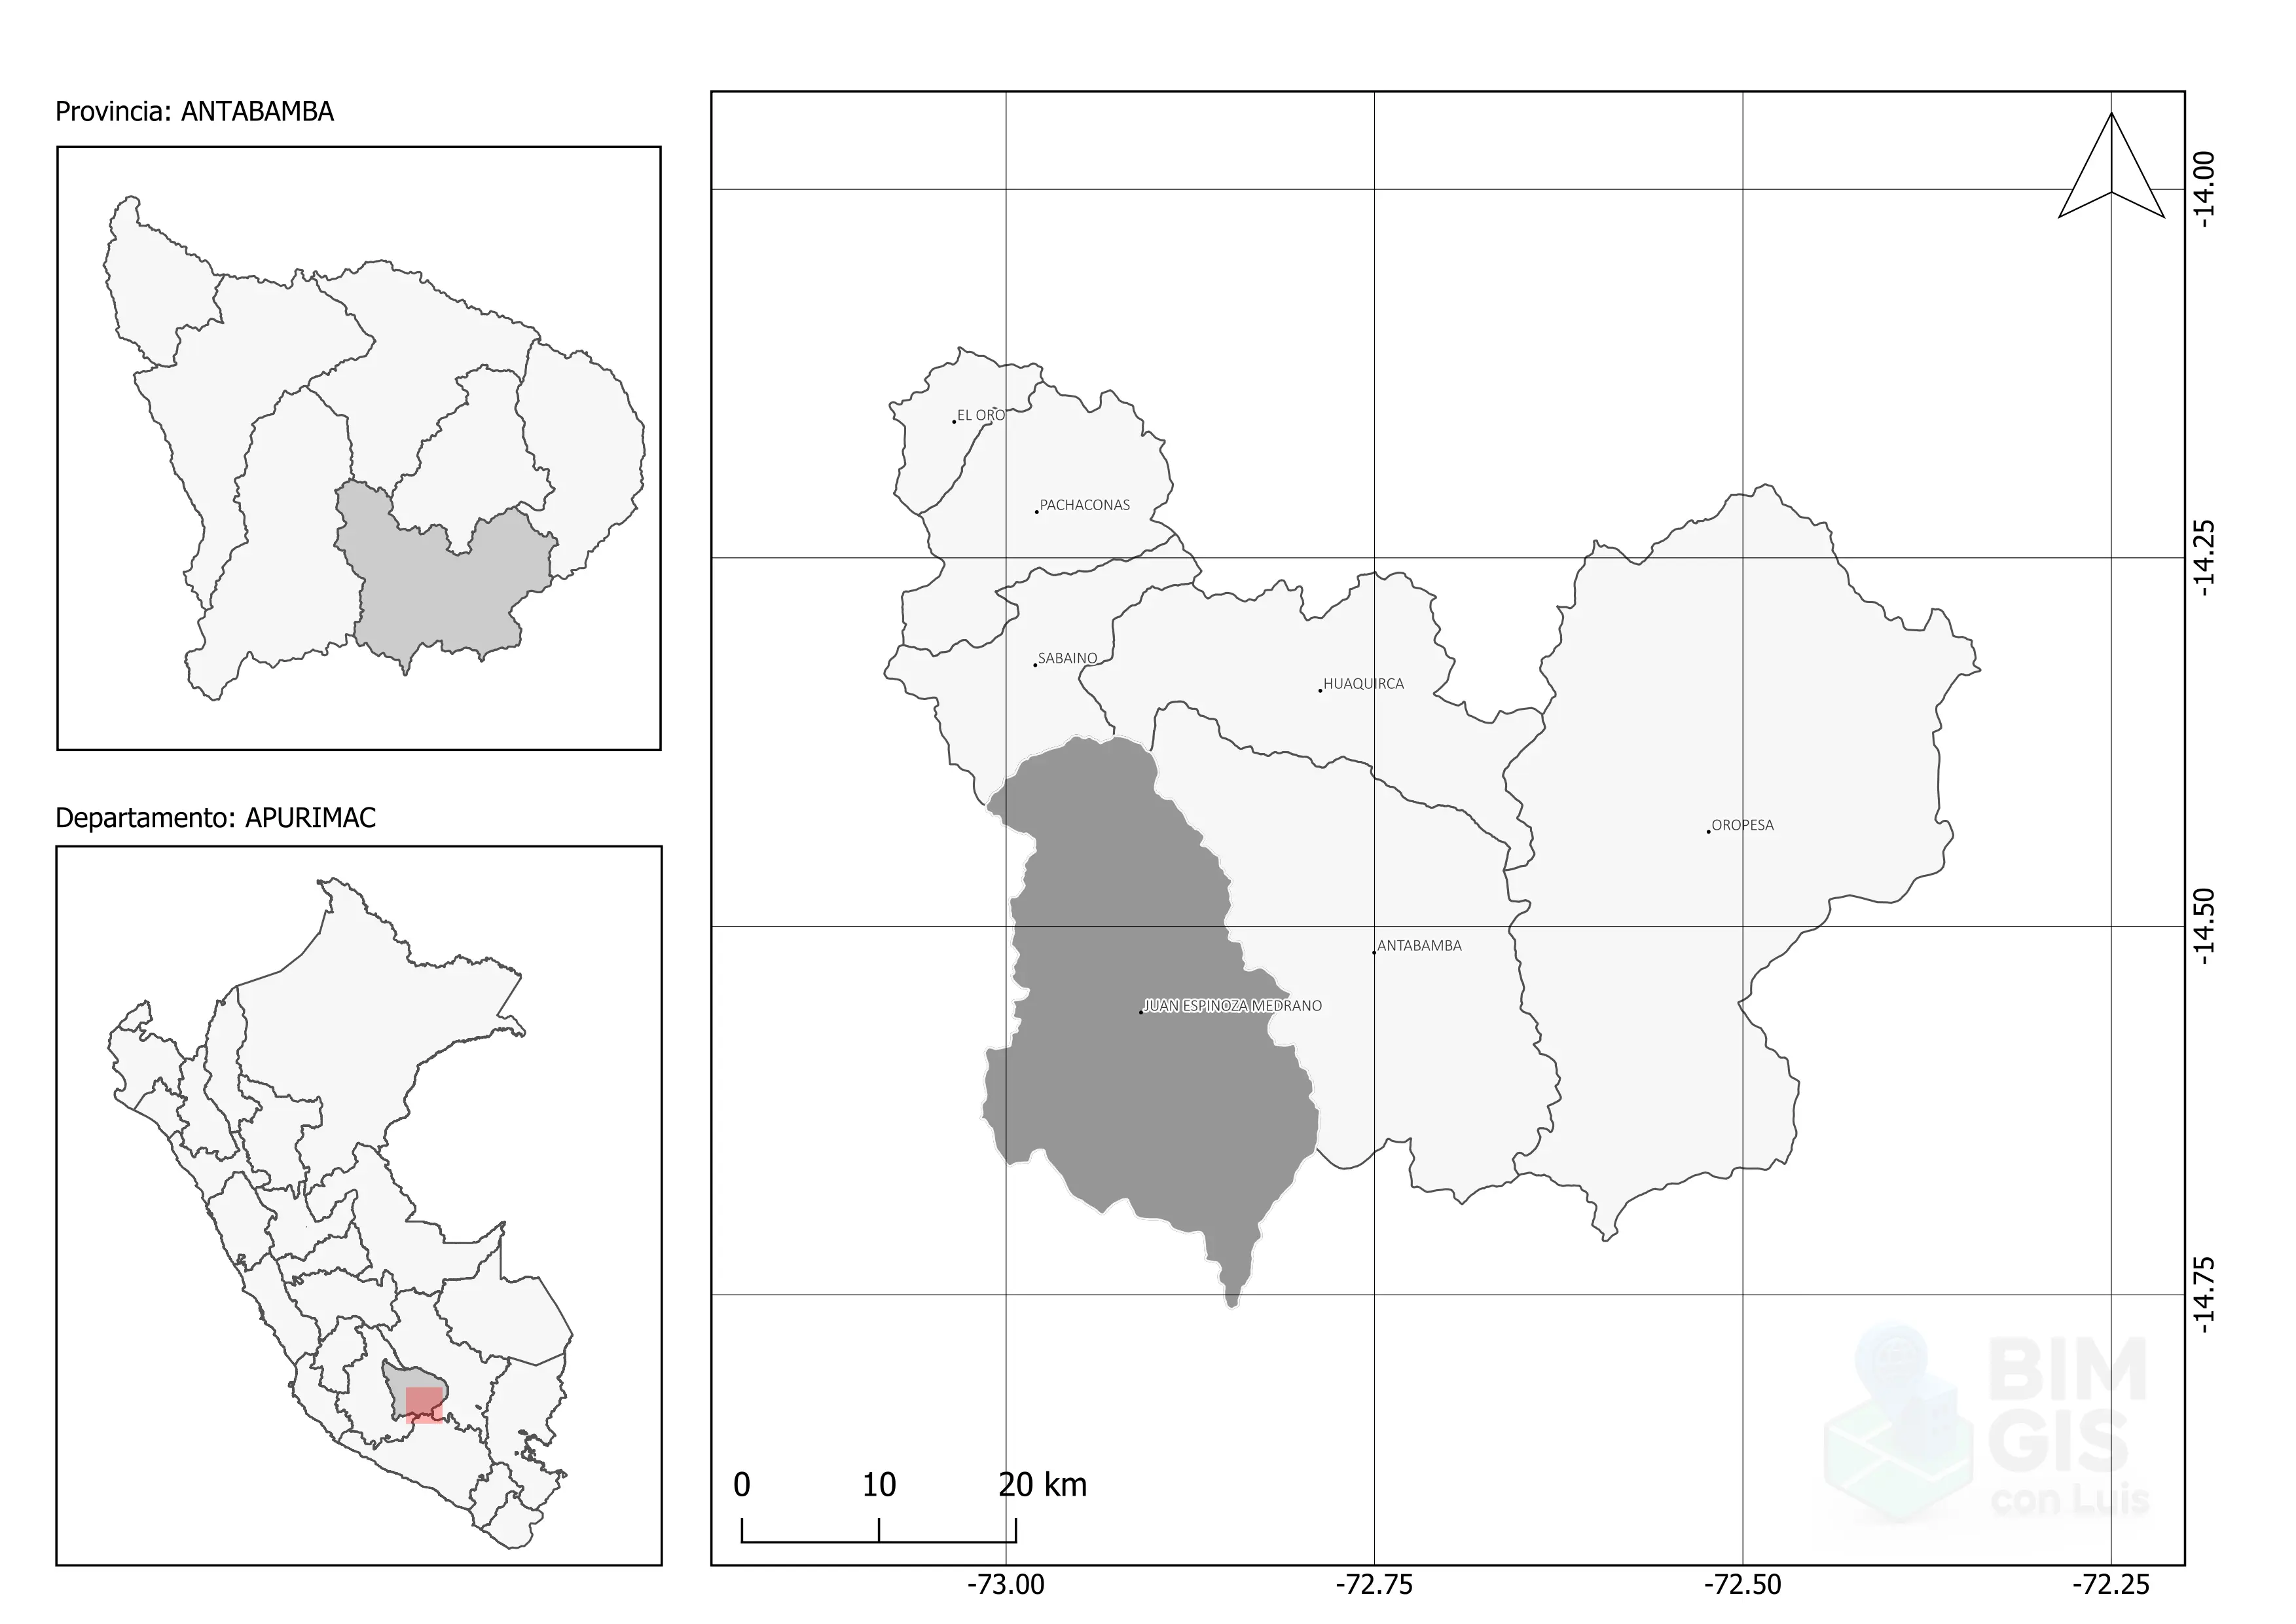 Provincia: ANTABAMBA
Departamento: APURIMAC
EL ORO
PACHACONAS
SABAINO
HUAQUIRCA
OROPESA
ANTABAMBA
JUAN ESPINOZA MEDRANO
-14.00
-14.25
-14.50
-14.75
0 10 20 km
BIM
GIS
con Luis
-73.00 -72.75 -72.50 -72.25